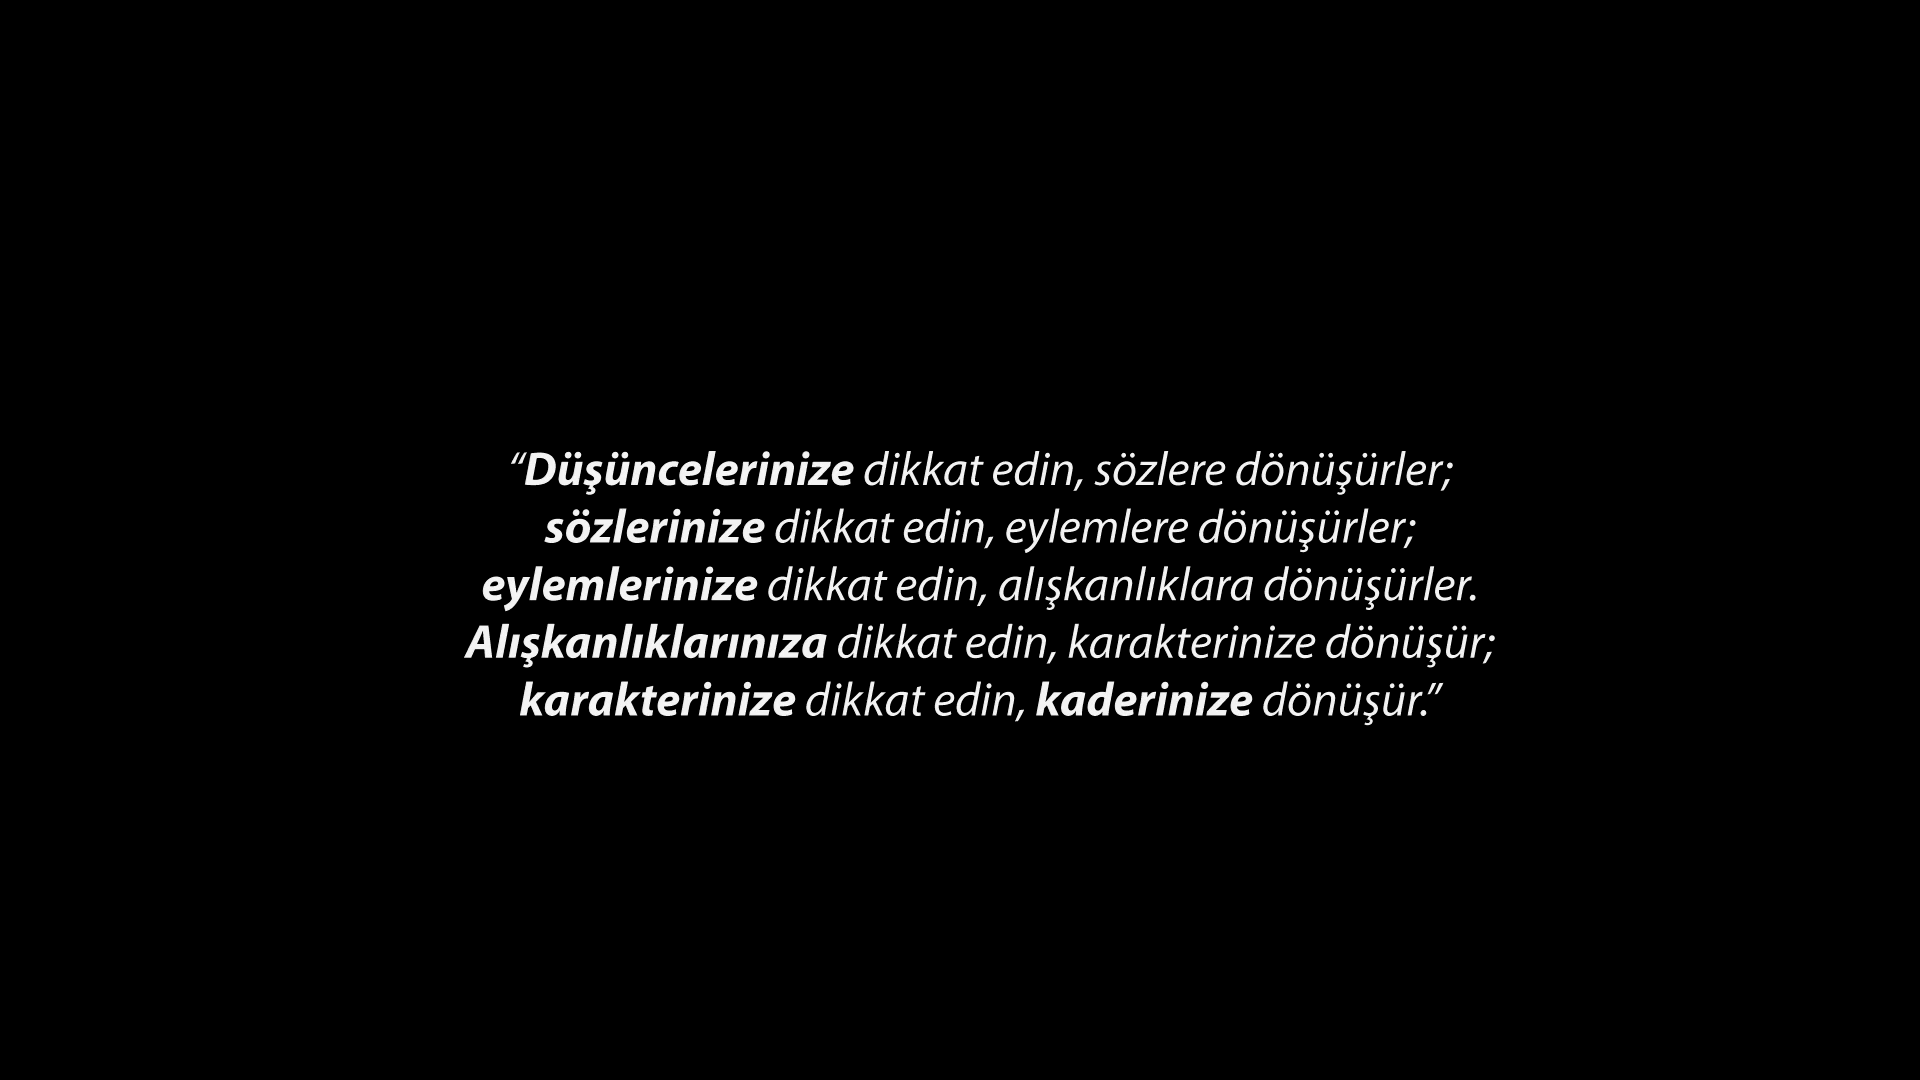 “Düşüncelerinize dikkat edin, sözlere dönüşürler;
sözlerinize dikkat edin, eylemlere dönüşürler;
eylemlerinize dikkat edin, alışkanlıklara dönüşürler.
Alışkanlıklarınıza dikkat edin, karakterinize dönüşür;
karakterinize dikkat edin, kaderinize dönüşür.”